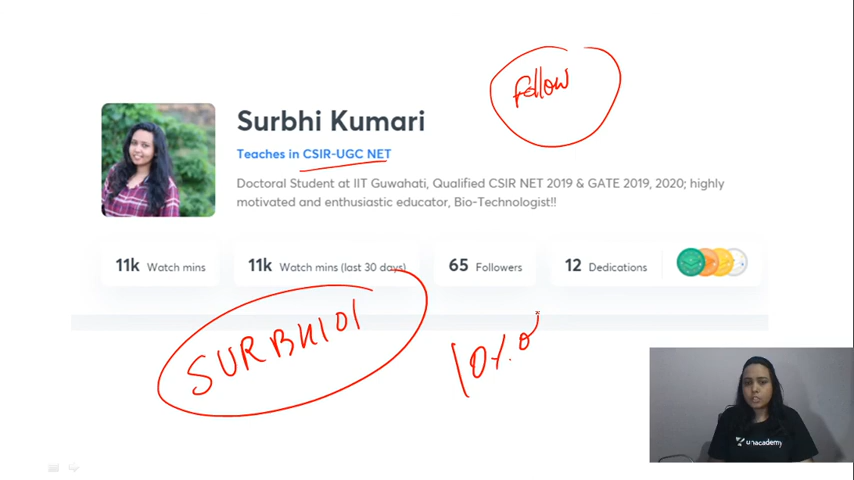 Follow
Surbhi Kumari
Teaches in CSIR-UGC NET
Doctoral Student at IIT Guwahati, Qualified CSIR NET 2019 & GATE 2019, 2020; highly
motivated and enthusiastic educator, Bio-Technologist!!
11k Watch mins 11k Watch mins (last 30 days) 65 Followers 12 Dedications
SURBHI01
10%
unacademy